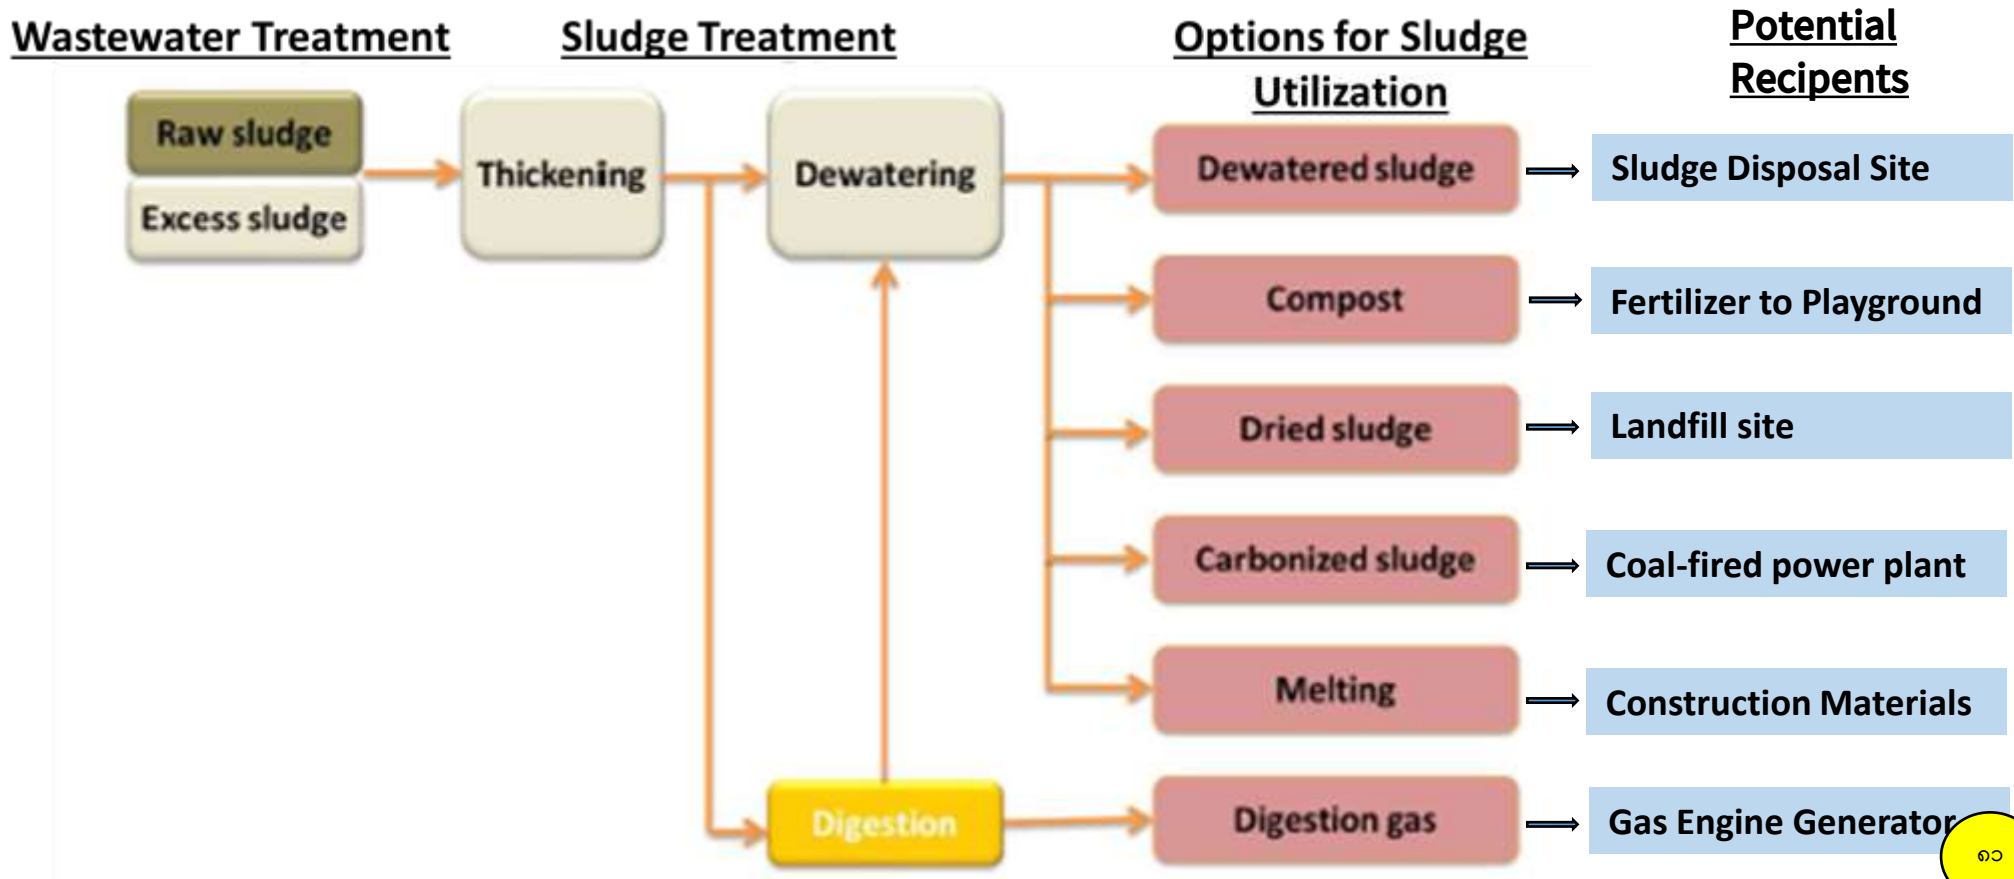 Wastewater Treatment
Sludge Treatment
Options for Sludge
Utilization
Potential
Recipents
Raw sludge
Excess sludge
Thickening
Dewatering
Digestion
Dewatered sludge
Compost
Dried sludge
Carbonized sludge
Melting
Digestion gas
Sludge Disposal Site
Fertilizer to Playground
Landfill site
Coal-fired power plant
Construction Materials
Gas Engine Generator
๓๖